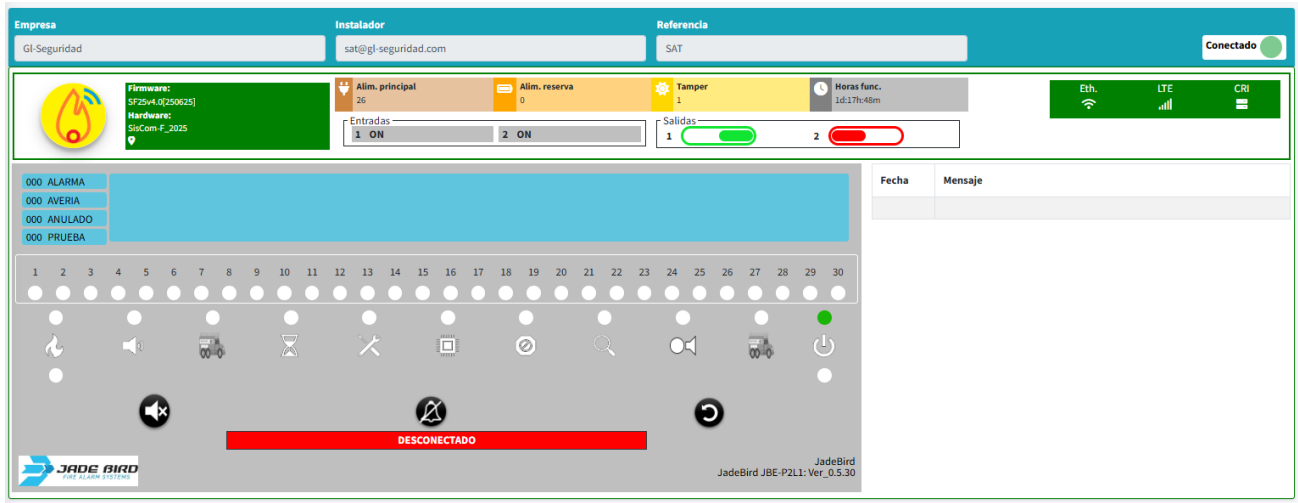 Empresa
Instalador
Referencia
Gl-Seguridad
sat@gl-seguridad.com
SAT
Conectado
Firmware:
SF25v4.0[250625]
Hardware:
SisCom-F_2025
Alim. principal
26
Alim. reserva
0
Tamper
1
Horas func.
1d:17h:48m
Eth.
LTE
CRI
Entradas
1 ON
2 ON
Salidas
1
2
000 ALARMA
000 AVERIA
000 ANULADO
000 PRUEBA
Fecha
Mensaje
1 2 3 4 5 6 7 8 9 10 11 12 13 14 15 16 17 18 19 20 21 22 23 24 25 26 27 28 29 30
DESCONECTADO
JADE BIRD
FIRE ALARM SYSTEMS
JadeBird
JadeBird JBE-P2L1: Ver_0.5.30